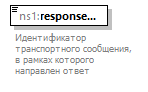 ns1:response...
Идентификатор
транспортного сообщения,
в рамках которого
направлен ответ